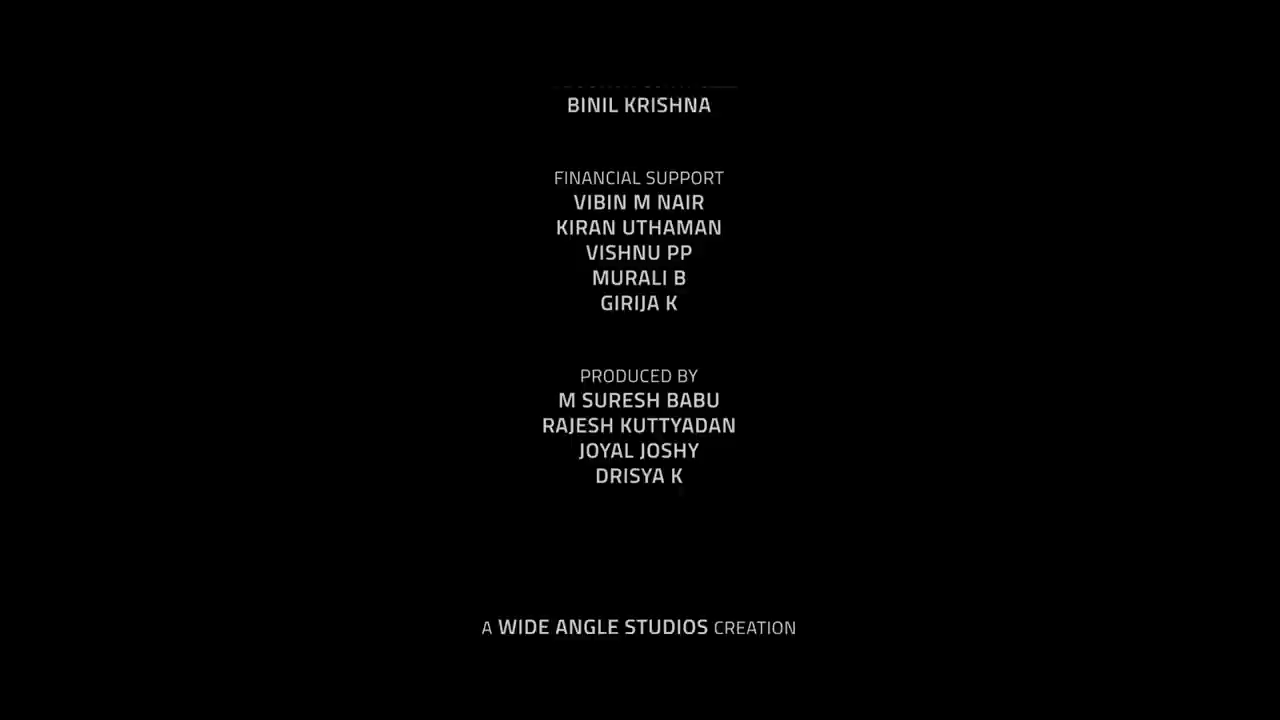 BINIL KRISHNA
FINANCIAL SUPPORT
VIBIN M NAIR
KIRAN UTHAMAN
VISHNU PP
MURALI B
GIRIJA K
PRODUCED BY
M SURESH BABU
RAJESH KUTTYADAN
JOYAL JOSHY
DRISYA K
A WIDE ANGLE STUDIOS CREATION